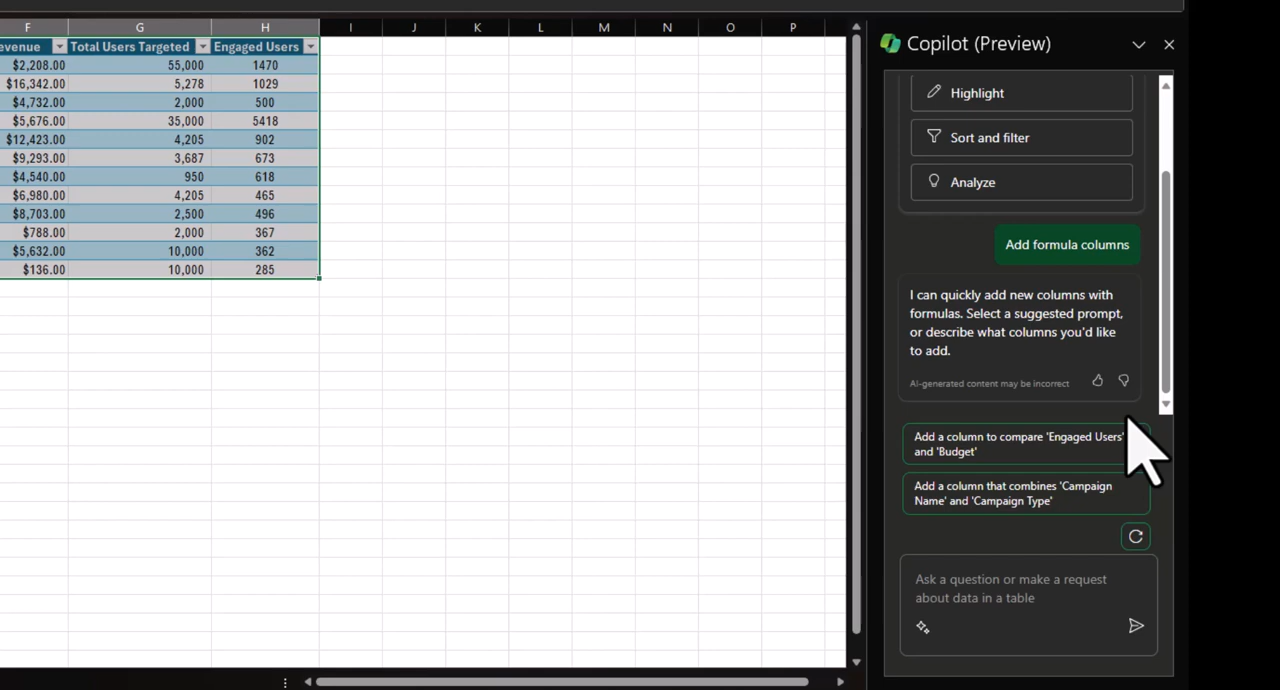 F G H I J K L M N O P
evenue Total Users Targeted Engaged Users
$2,208.00 55,000 1470
$16,342.00 5,278 1029
$4,732.00 2,000 500
$5,676.00 35,000 5418
$12,423.00 4,205 902
$9,293.00 3,687 673
$4,540.00 950 618
$6,980.00 4,205 465
$8,703.00 2,500 496
$788.00 2,000 367
$5,632.00 10,000 362
$136.00 10,000 285
Copilot (Preview)
Highlight
Sort and filter
Analyze
Add formula columns
I can quickly add new columns with
formulas. Select a suggested prompt,
or describe what columns you'd like
to add.
AI-generated content may be incorrect
Add a column to compare 'Engaged Users'
and 'Budget'
Add a column that combines 'Campaign
Name' and 'Campaign Type'
Ask a question or make a request
about data in a table